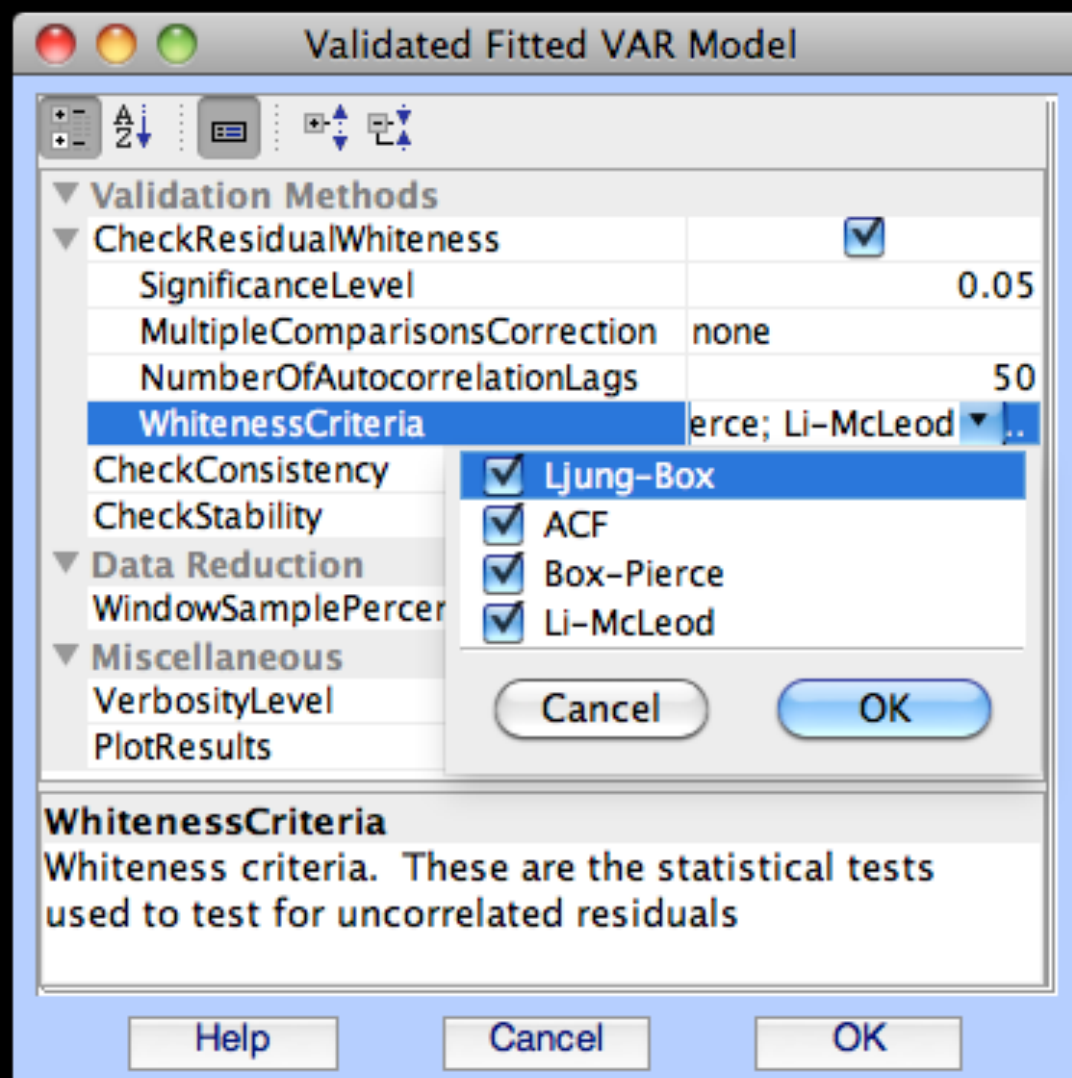 Validated Fitted VAR Model
Validation Methods
CheckResidualWhiteness
SignificanceLevel 0.05
MultipleComparisonsCorrection none
NumberOfAutocorrelationLags 50
WhitenessCriteria erce; Li-McLeod ..
CheckConsistency
Ljung-Box
CheckStability
ACF
Data Reduction
Box-Pierce
WindowSamplePercer
Li-McLeod
Miscellaneous
VerbosityLevel
Cancel OK
PlotResults
WhitenessCriteria
Whiteness criteria. These are the statistical tests
used to test for uncorrelated residuals
Help Cancel OK